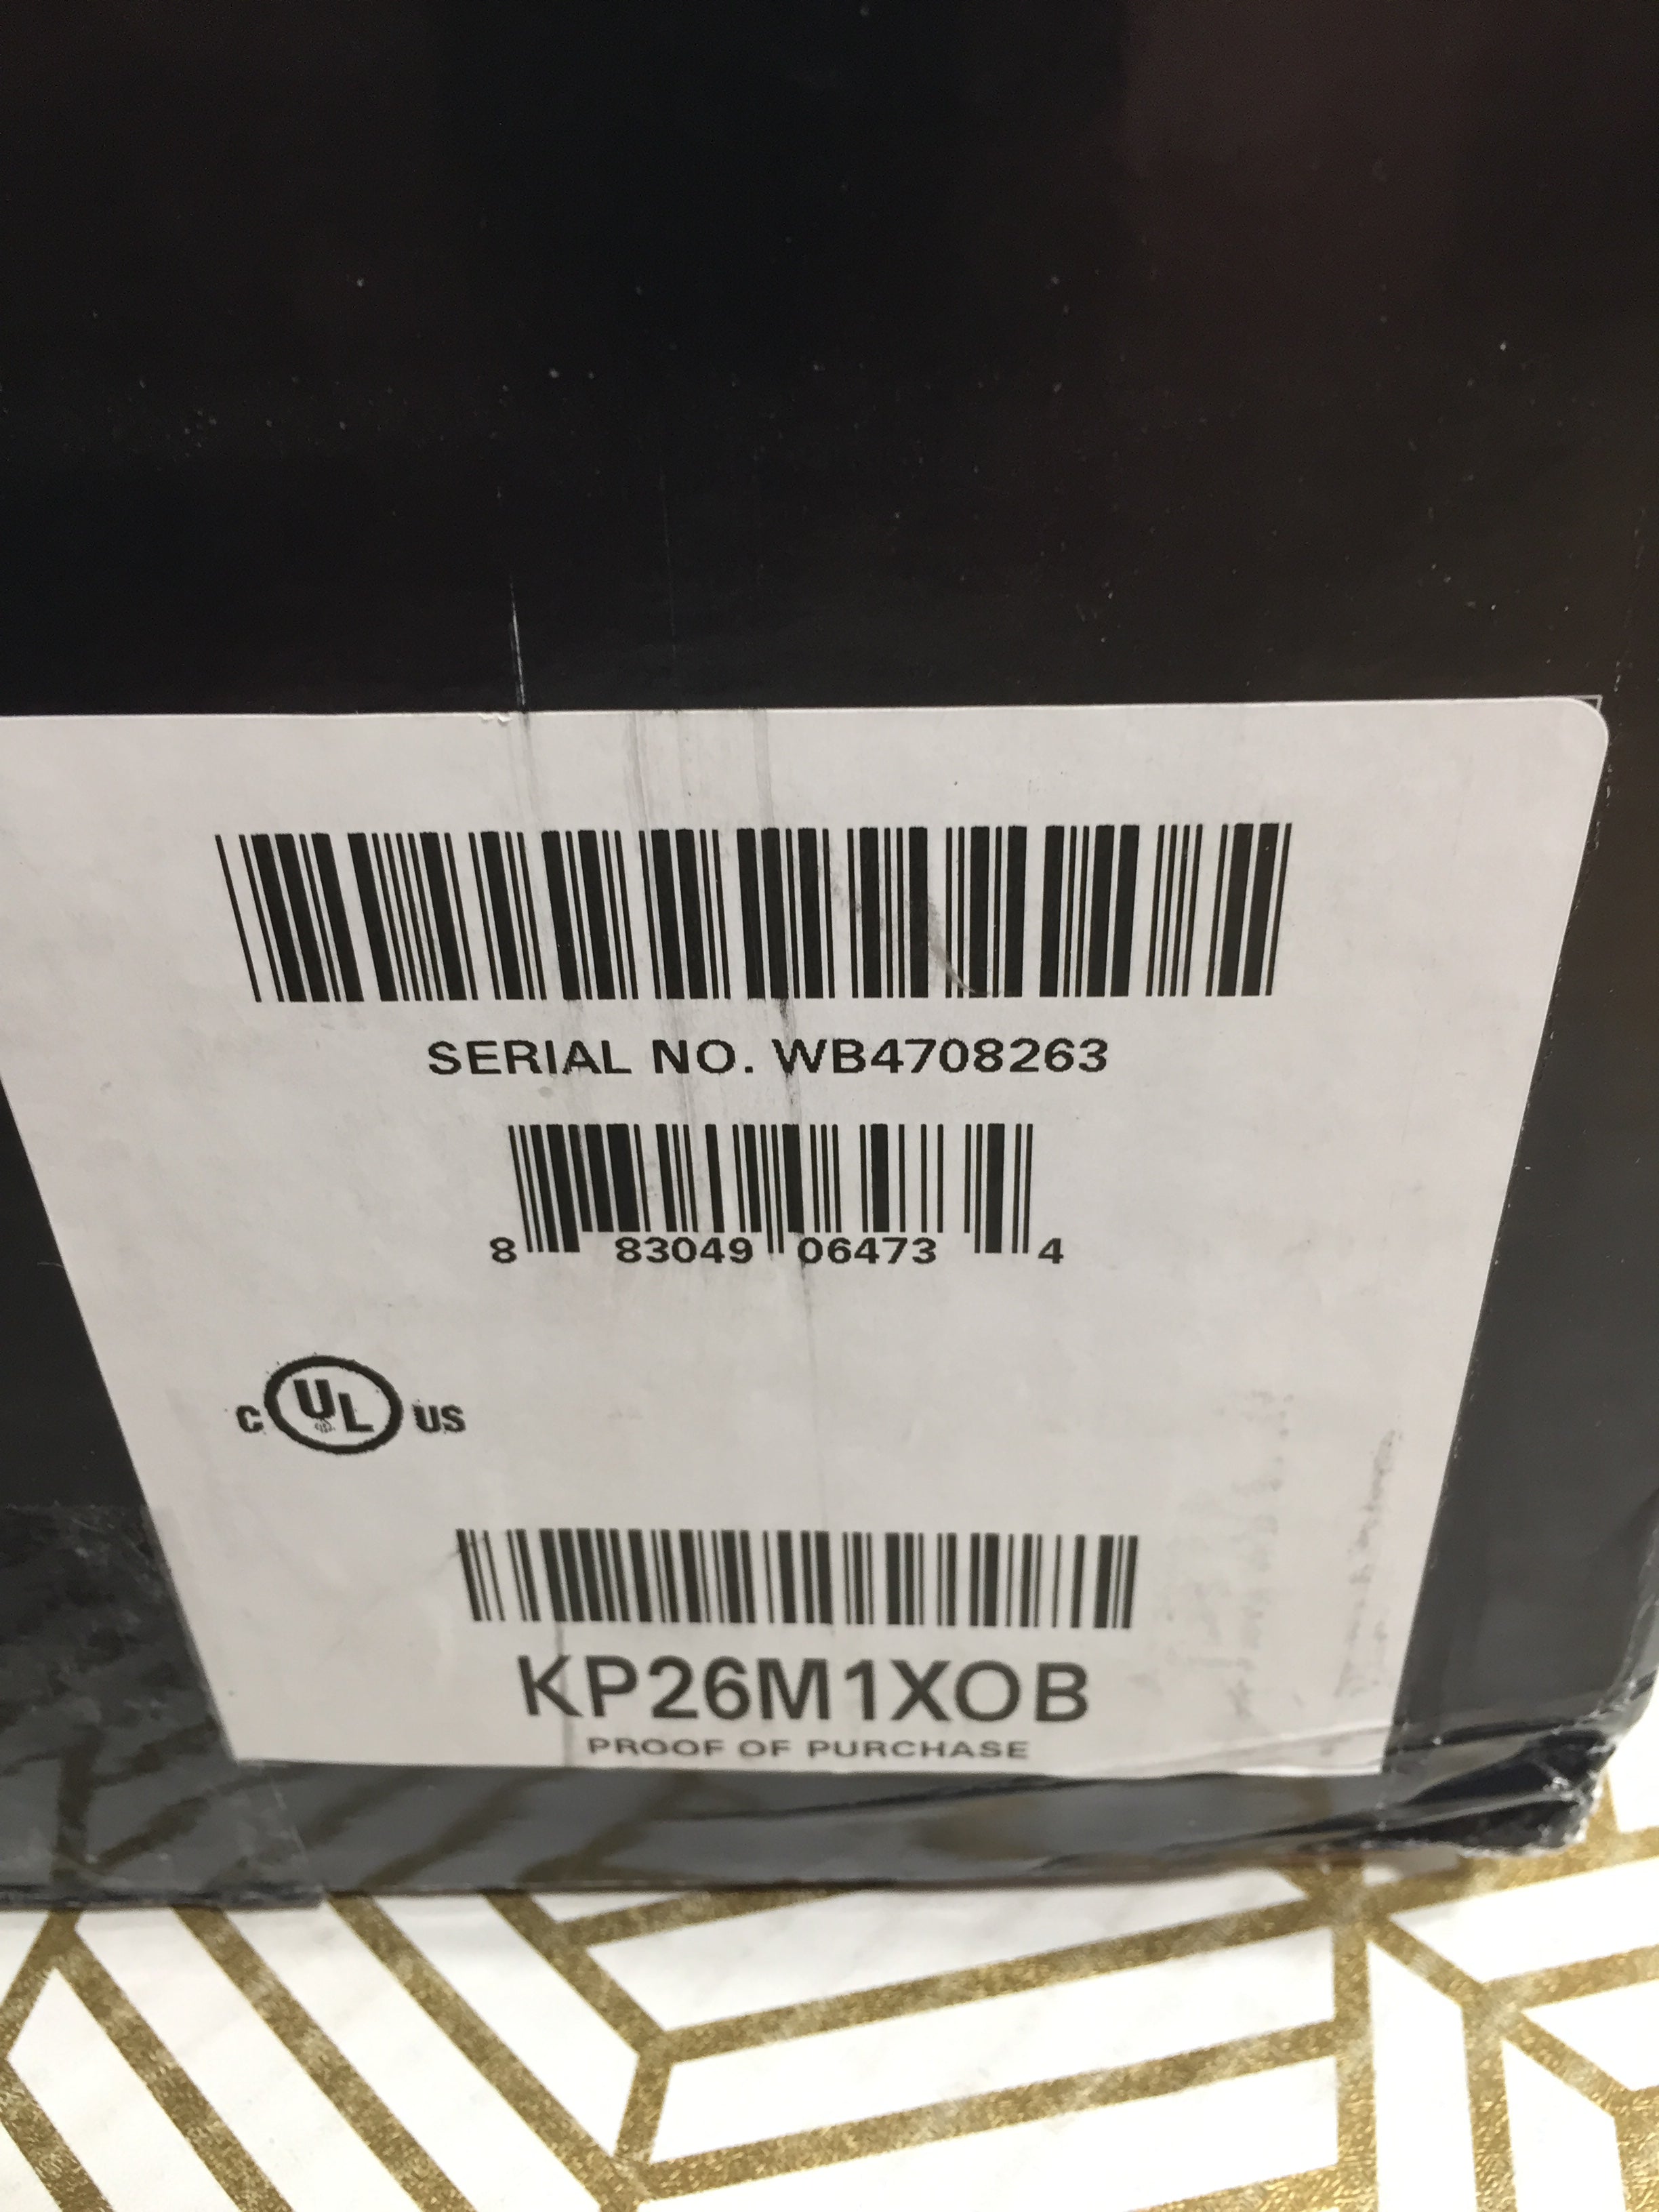 SERIAL NO. WB4708263
8 83049 06473 4
C UL US
KP26M1XOB
PROOF OF PURCHASE